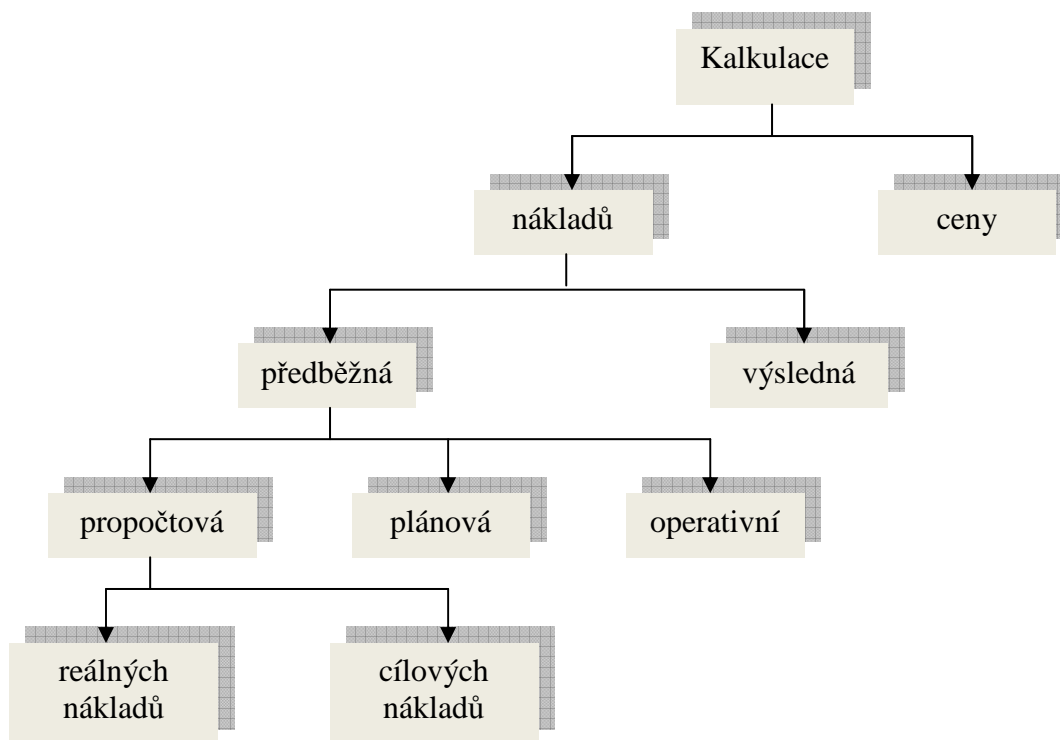 Kalkulace
nákladů
ceny
předběžná
výsledná
propočtová
plánová
operativní
reálných
nákladů
cílových
nákladů